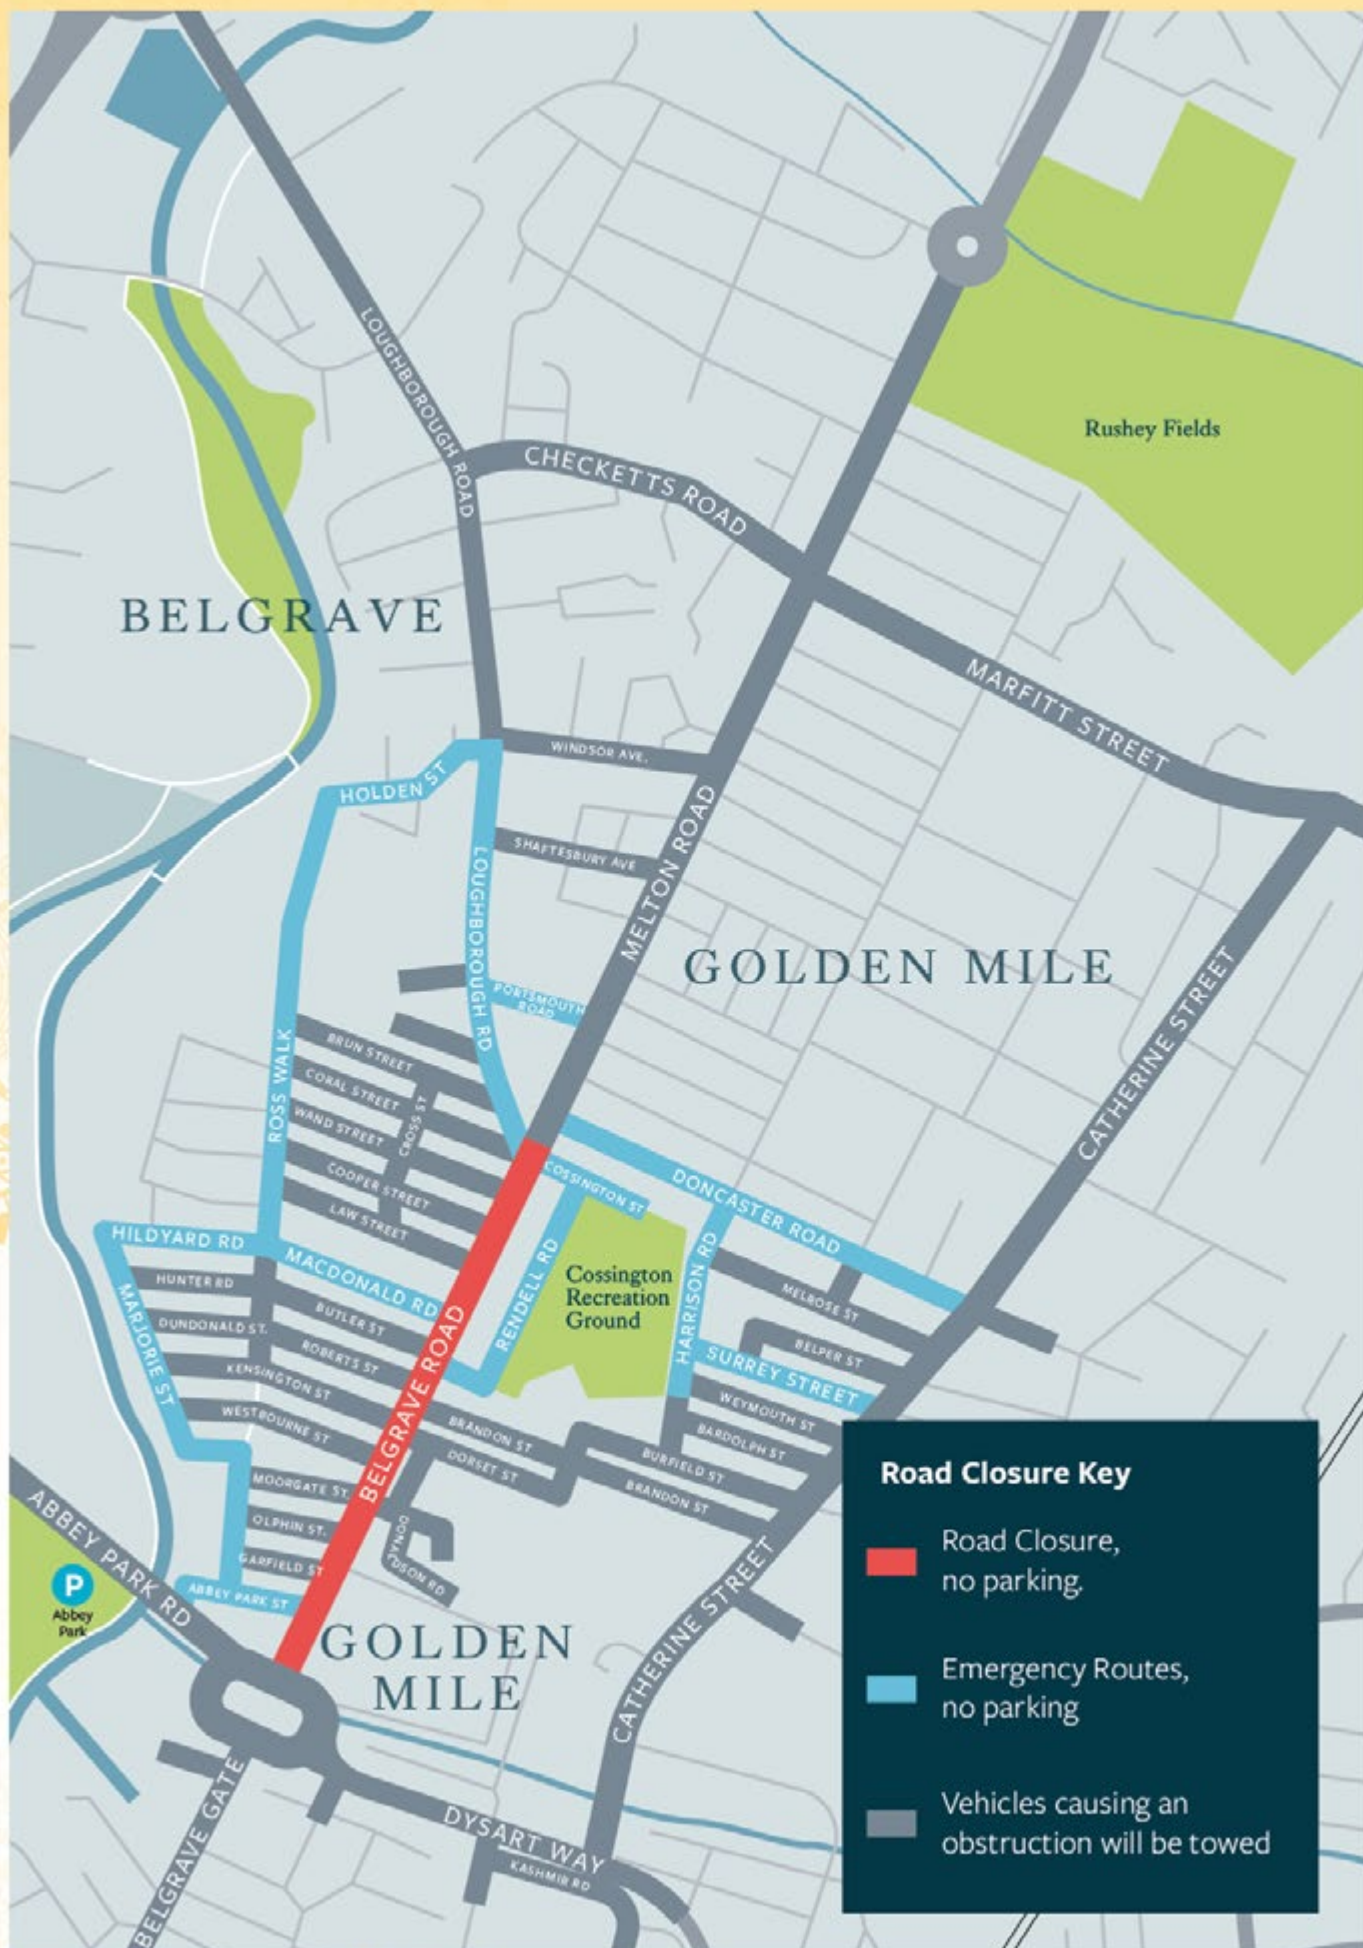 LOUGHBOROUGH ROAD
CHECKETTS ROAD
Rushey Fields
BELGRAVE
MARFITT STREET
WINDSOR AVE.
HOLDEN ST
SHAFTESBURY AVE
MELTON ROAD
LOUGHBOROUGH RD
GOLDEN MILE
CATHERINE STREET
PORTSMOUTH
ROAD
ROSS WALK
BRUN STREET
CORAL STREET
CROSS ST
WAND STREET
COOPER STREET
LAW STREET
COSSINGTON ST
DONCASTER ROAD
HILDYARD RD
MACDONALD RD
RENDELL RD
Cossington
Recreation
Ground
HARRISON RD
MELROSE ST
HUNTER RD
MARJORIE ST
BUTLER ST
DUNDONALD ST.
ROBERTS ST
BELPER ST
SURREY STREET
KENSINGTON ST
BELGRAVE ROAD
WEYMOUTH ST
WESTBOURNE ST
BRANDON ST
BARDOLPH ST
DORSET ST
BURFIELD ST
MOORGATE ST.
BRANDON ST
OLPHIN ST.
DONALDSON RD
GARFIELD ST
ABBEY PARK RD
ABBEY PARK ST
P
Abbey
Park
GOLDEN
MILE
CATHERINE STREET
BELGRAVE GATE
DYSART WAY
KASHMIR RD
Road Closure Key
Road Closure,
no parking.
Emergency Routes,
no parking
Vehicles causing an
obstruction will be towed